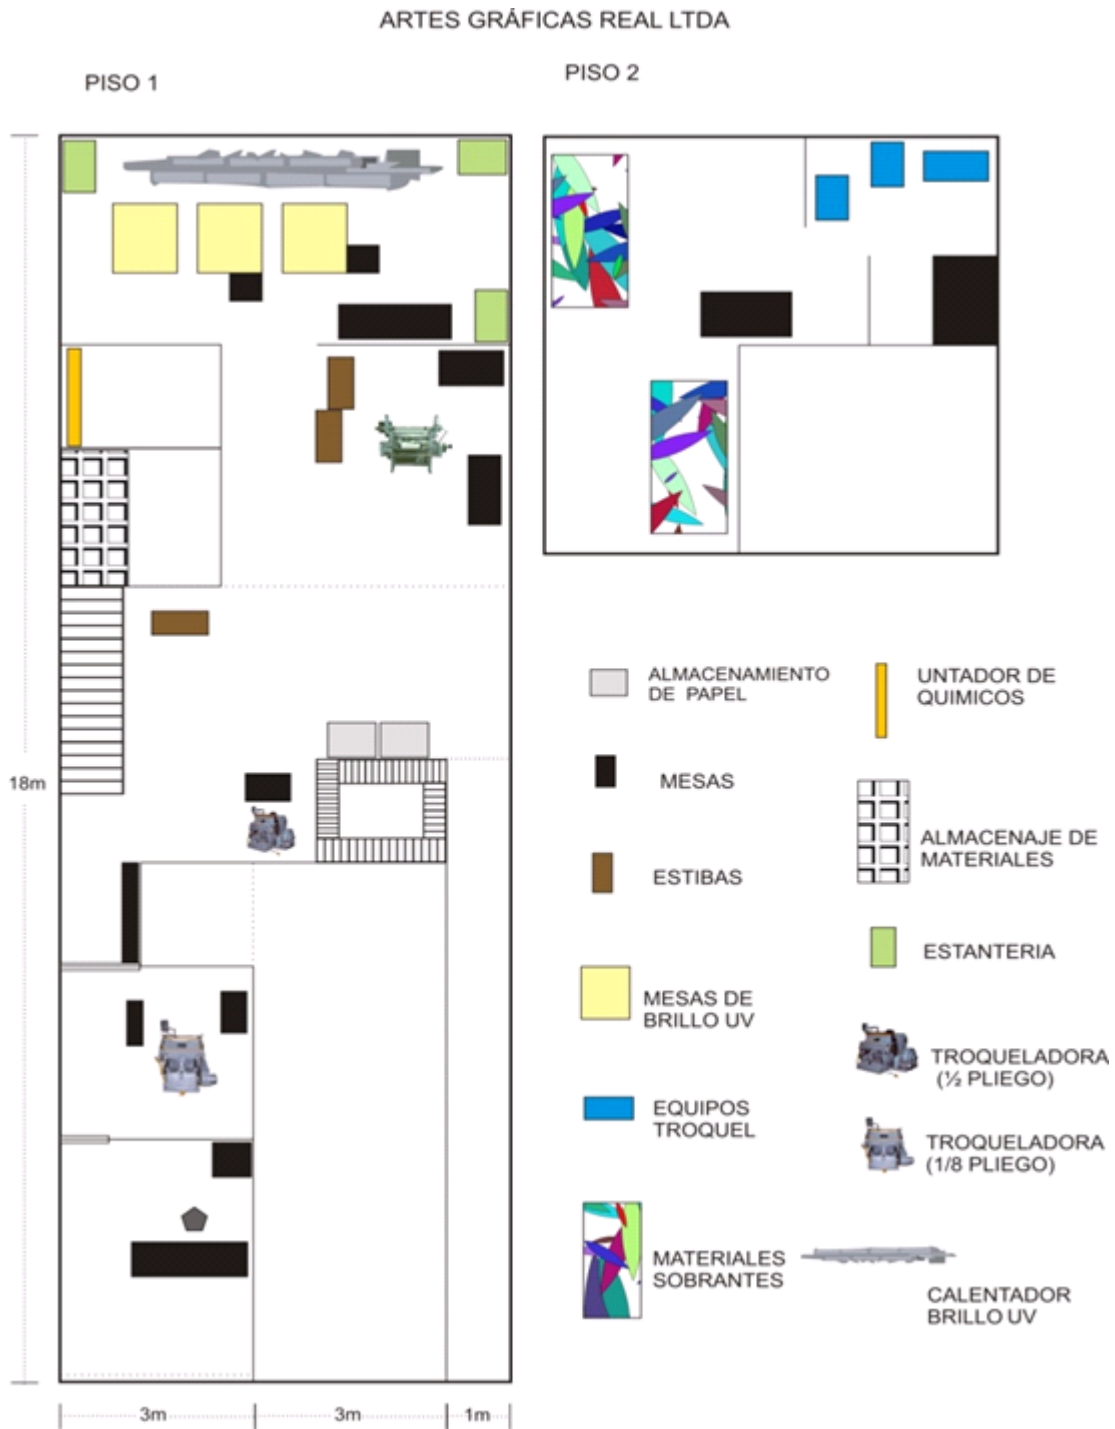 ARTES GRÁFICAS REAL LTDA
PISO 1
PISO 2
18m
3m
3m
1m
ALMACENAMIENTO
DE PAPEL
MESAS
ESTIBAS
MESAS DE
BRILLO UV
EQUIPOS
TROQUEL
MATERIALES
SOBRANTES
UNTADOR DE
QUIMICOS
ALMACENAJE DE
MATERIALES
ESTANTERIA
TROQUELADORA
(½ PLIEGO)
TROQUELADORA
(1/8 PLIEGO)
CALENTADOR
BRILLO UV